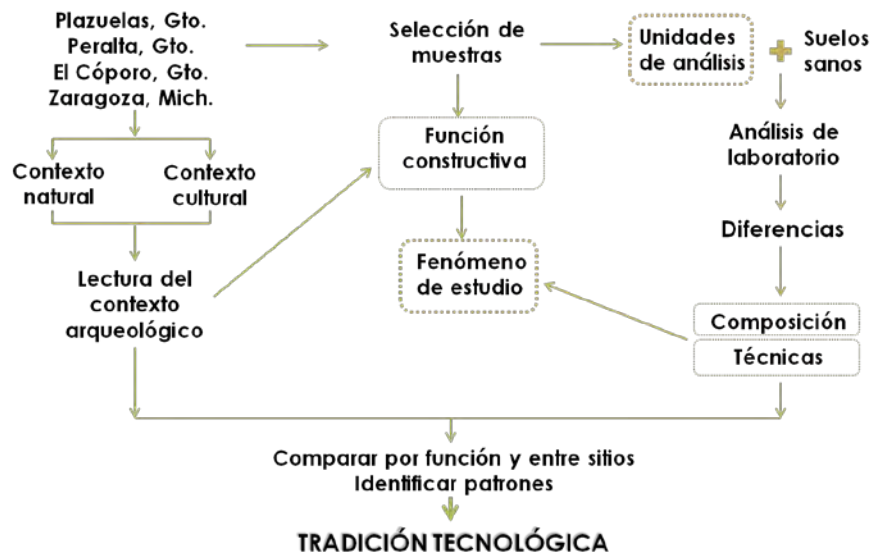 Plazuelas, Gto.
Peralta, Gto.
El Cóporo, Gto.
Zaragoza, Mich.
Selección de
muestras
Unidades
de análisis
Suelos
sanos
Contexto
natural
Contexto
cultural
Función
constructiva
Análisis de
laboratorio
Diferencias
Lectura del
contexto
arqueológico
Fenómeno
de estudio
Composición
Técnicas
Comparar por función y entre sitios
Identificar patrones
TRADICIÓN TECNOLÓGICA